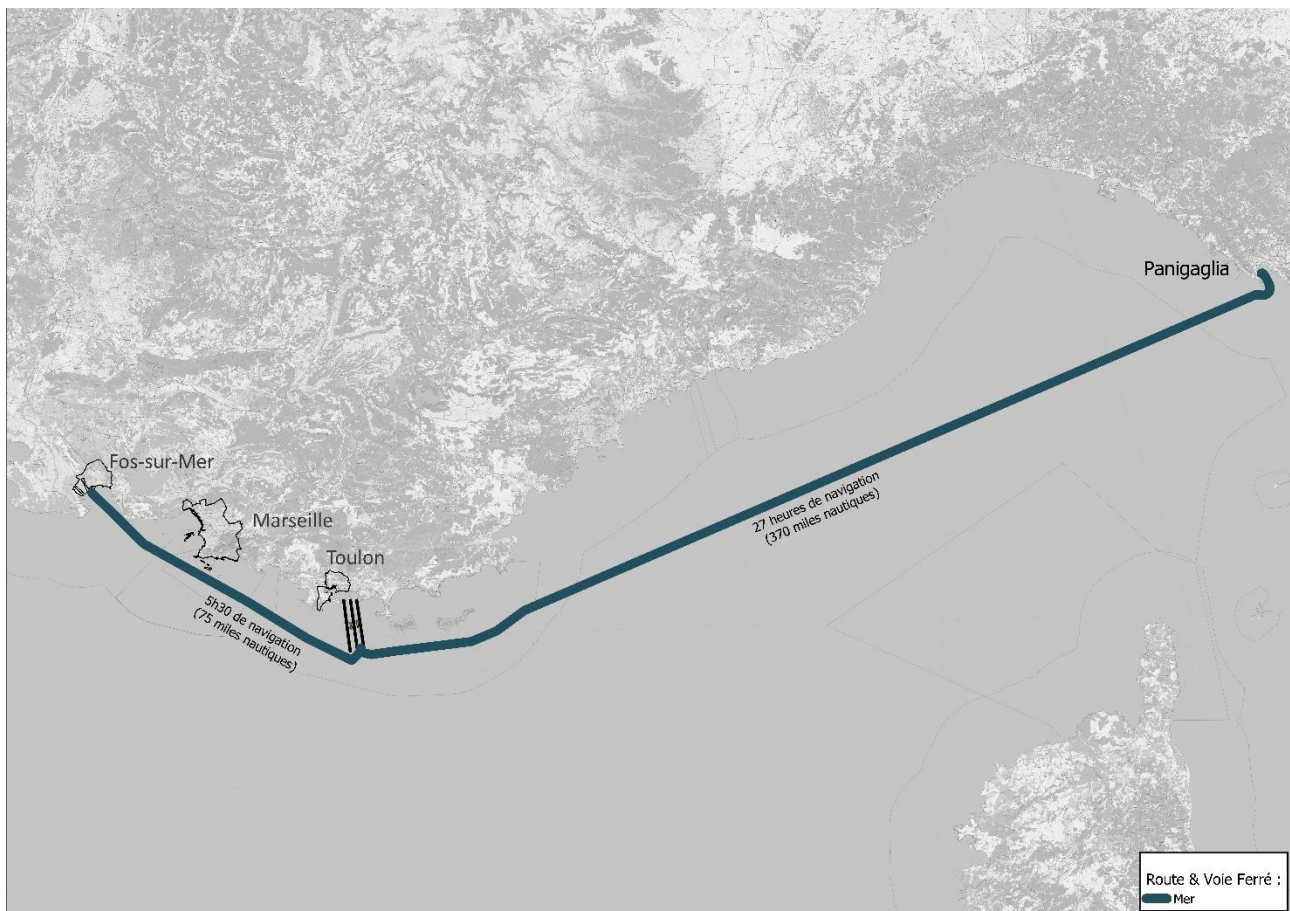 Panigaglia
Fos-sur-Mer
Marseille
Toulon
27 heures de navigation
(370 miles nautiques)
5h30 de navigation
(75 miles nautiques)
Route & Voie Ferré :
Mer